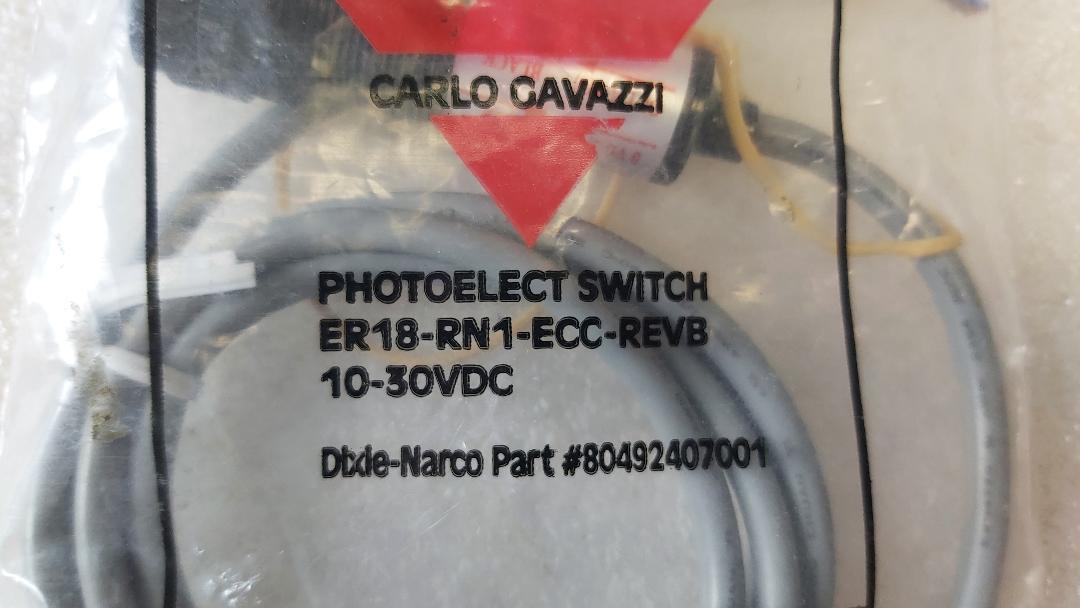 CARLO GAVAZZI
PHOTOELECT SWITCH
ER18-RN1-ECC-REVB
10-30VDC
Dixie-Narco Part #80492407001